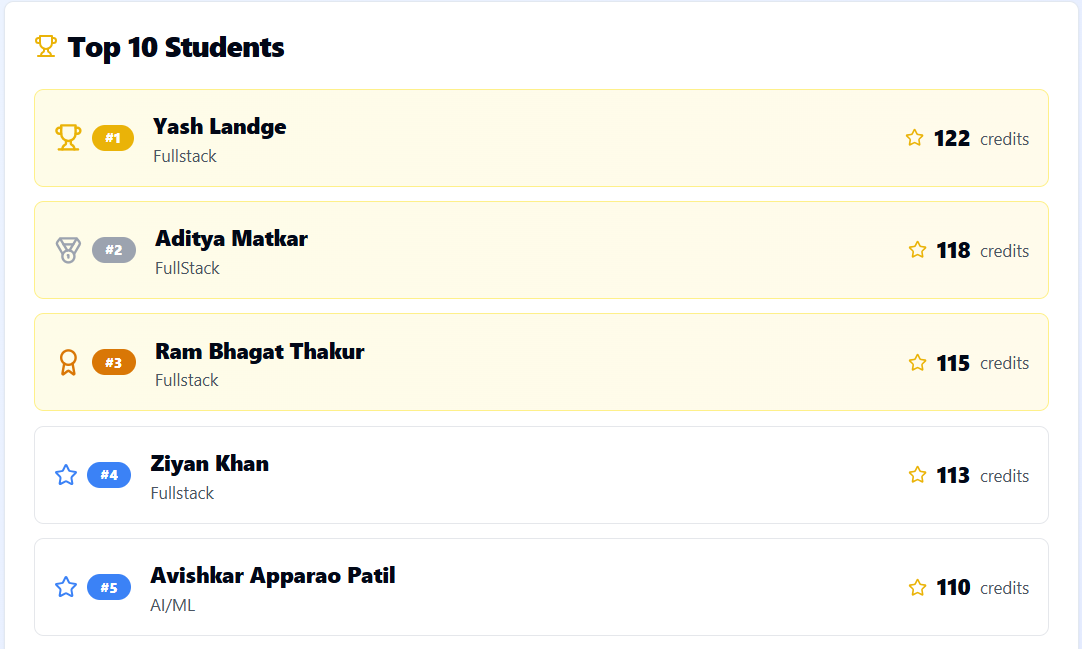 Top 10 Students
#1
Yash Landge
Fullstack
122 credits
#2
Aditya Matkar
FullStack
118 credits
#3
Ram Bhagat Thakur
Fullstack
115 credits
#4
Ziyan Khan
Fullstack
113 credits
#5
Avishkar Apparao Patil
AI/ML
110 credits